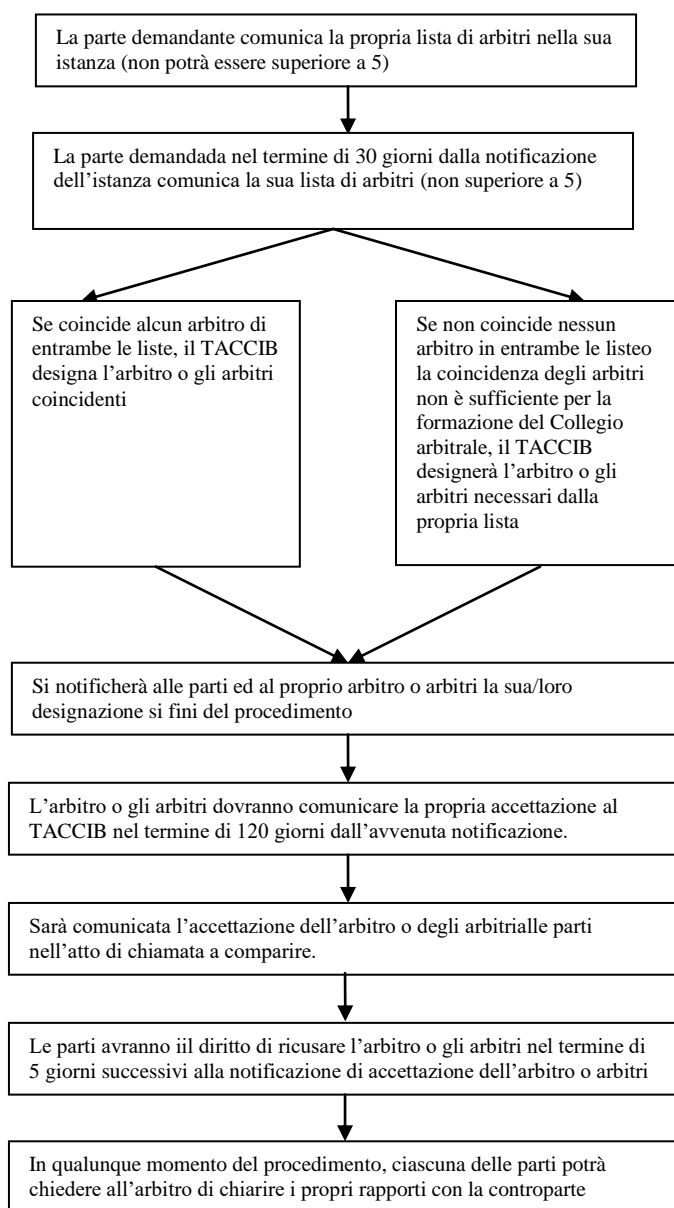 La parte demandante comunica la propria lista di arbitri nella sua
istanza (non potrà essere superiore a 5)
La parte demandada nel termine di 30 giorni dalla notificazione
dell’istanza comunica la sua lista di arbitri (non superiore a 5)
Se coincide alcun arbitro di
entrambe le liste, il TACCIB
designa l’arbitro o gli arbitri
coincidenti
Se non coincide nessun
arbitro in entrambe le listeo
la coincidenza degli arbitri
non è sufficiente per la
formazione del Collegio
arbitrale, il TACCIB
designerà l’arbitro o gli
arbitri necessari dalla
propria lista
Si notificherà alle parti ed al proprio arbitro o arbitri la sua/loro
designazione si fini del procedimento
L’arbitro o gli arbitri dovranno comunicare la propria accettazione al
TACCIB nel termine di 120 giorni dall’avvenuta notificazione.
Sarà comunicata l’accettazione dell’arbitro o degli arbitrialle parti
nell’atto di chiamata a comparire.
Le parti avranno iil diritto di ricusare l’arbitro o gli arbitri nel termine di
5 giorni successivi alla notificazione di accettazione dell’arbitro o arbitri
In qualunque momento del procedimento, ciascuna delle parti potrà
chiedere all’arbitro di chiarire i propri rapporti con la controparte